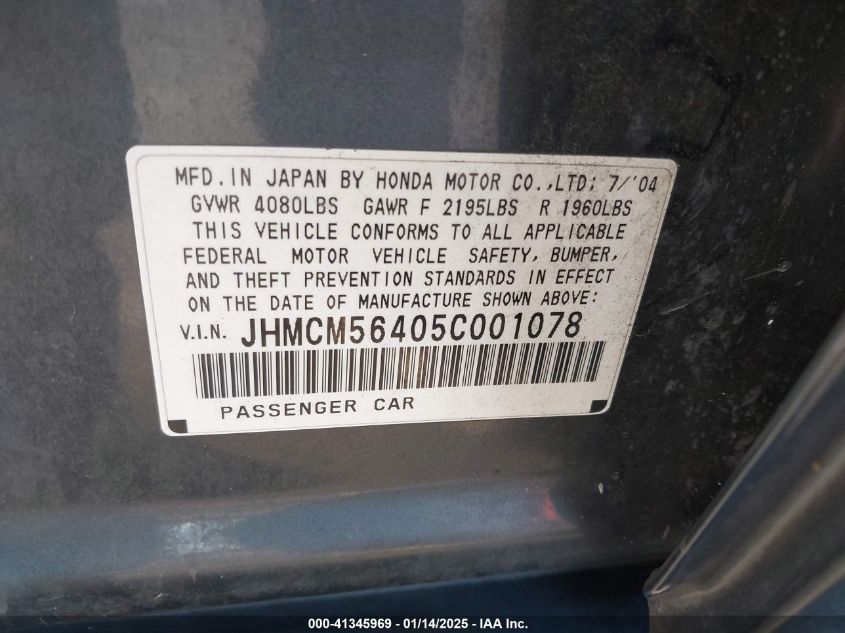 MFD.IN JAPAN BY HONDA MOTOR CO.,LTD; 7/'04
GVWR 4080LBS GAWR F 2195LBS R 1960LBS
THIS VEHICLE CONFORMS TO ALL APPLICABLE
FEDERAL MOTOR VEHICLE SAFETY, BUMPER,
AND THEFT PREVENTION STANDARDS IN EFFECT
ON THE DATE OF MANUFACTURE SHOWN ABOVE:
V.I.N. JHMCM56405C001078
PASSENGER CAR
000-41345969 - 01/14/2025 - IAA Inc.